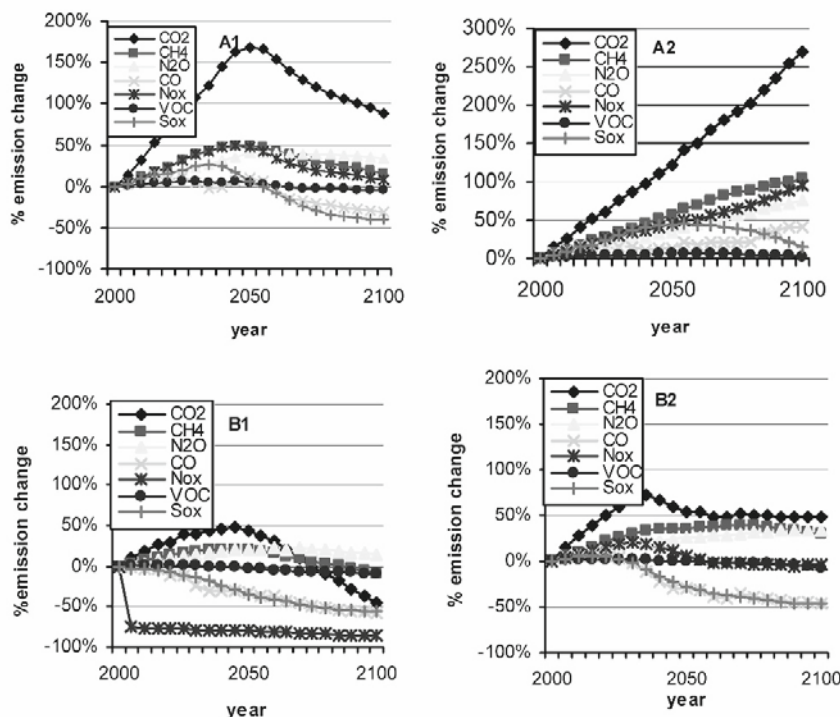 A1
% emission change
200%
150%
100%
50%
0%
-50%
-100%
CO2
CH4
N2O
CO
Nox
VOC
Sox
2000
2050
2100
year
A2
% emission change
300%
250%
200%
150%
100%
50%
0%
CO2
CH4
N2O
CO
Nox
VOC
Sox
2000
2050
2100
year
B1
%emission change
200%
150%
100%
50%
0%
-50%
-100%
CO2
CH4
N2O
CO
Nox
VOC
Sox
2000
2050
2100
year
B2
% emission change
200%
150%
100%
50%
0%
-50%
-100%
CO2
CH4
N2O
CO
Nox
VOC
Sox
2000
2050
2100
year